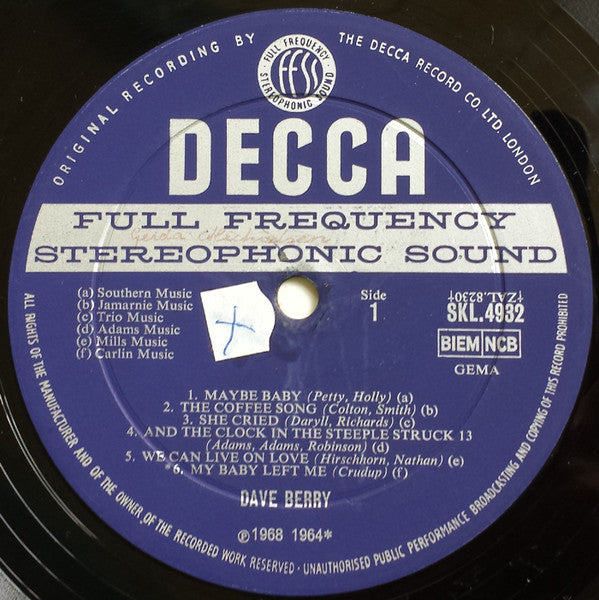 ORIGINAL RECORDING BY THE DECCA RECORD CO. LTD. LONDON
FULL FREQUENCY
FFSS
STEREOPHONIC SOUND
DECCA
FULL FREQUENCY
STEREOPHONIC SOUND
Gerda
(a) Southern Music
(b) Jamarnie Music
(c) Trio Music
(d) Adams Music
(e) Mills Music
(f) Carlin Music
Side
1
‡ZAL.8230‡
SKL.4932
BIEM NCB
GEMA
1. MAYBE BABY (Petty, Holly) (a)
2. THE COFFEE SONG (Colton, Smith) (b)
3. SHE CRIED (Daryll, Richards) (c)
4. AND THE CLOCK IN THE STEEPLE STRUCK 13
(Adams, Adams, Robinson) (d)
5. WE CAN LIVE ON LOVE (Hirschhorn, Nathan) (e)
*6. MY BABY LEFT ME (Crudup) (f)
DAVE BERRY
℗1968 1964*
ALL RIGHTS OF THE MANUFACTURER AND OF THE OWNER OF THE RECORDED WORK RESERVED · UNAUTHORISED PUBLIC PERFORMANCE BROADCASTING AND COPYING OF THIS RECORD PROHIBITED